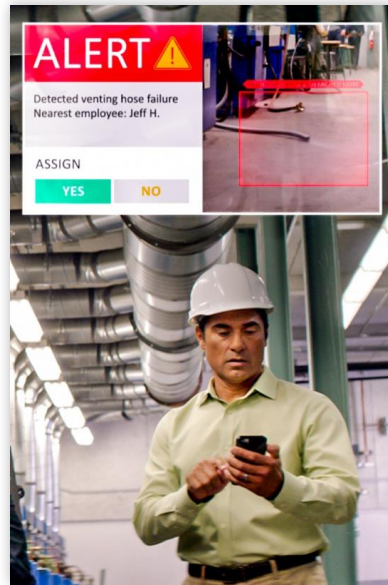 ALERT
Detected venting hose failure
Nearest employee: Jeff H.
ASSIGN
YES NO